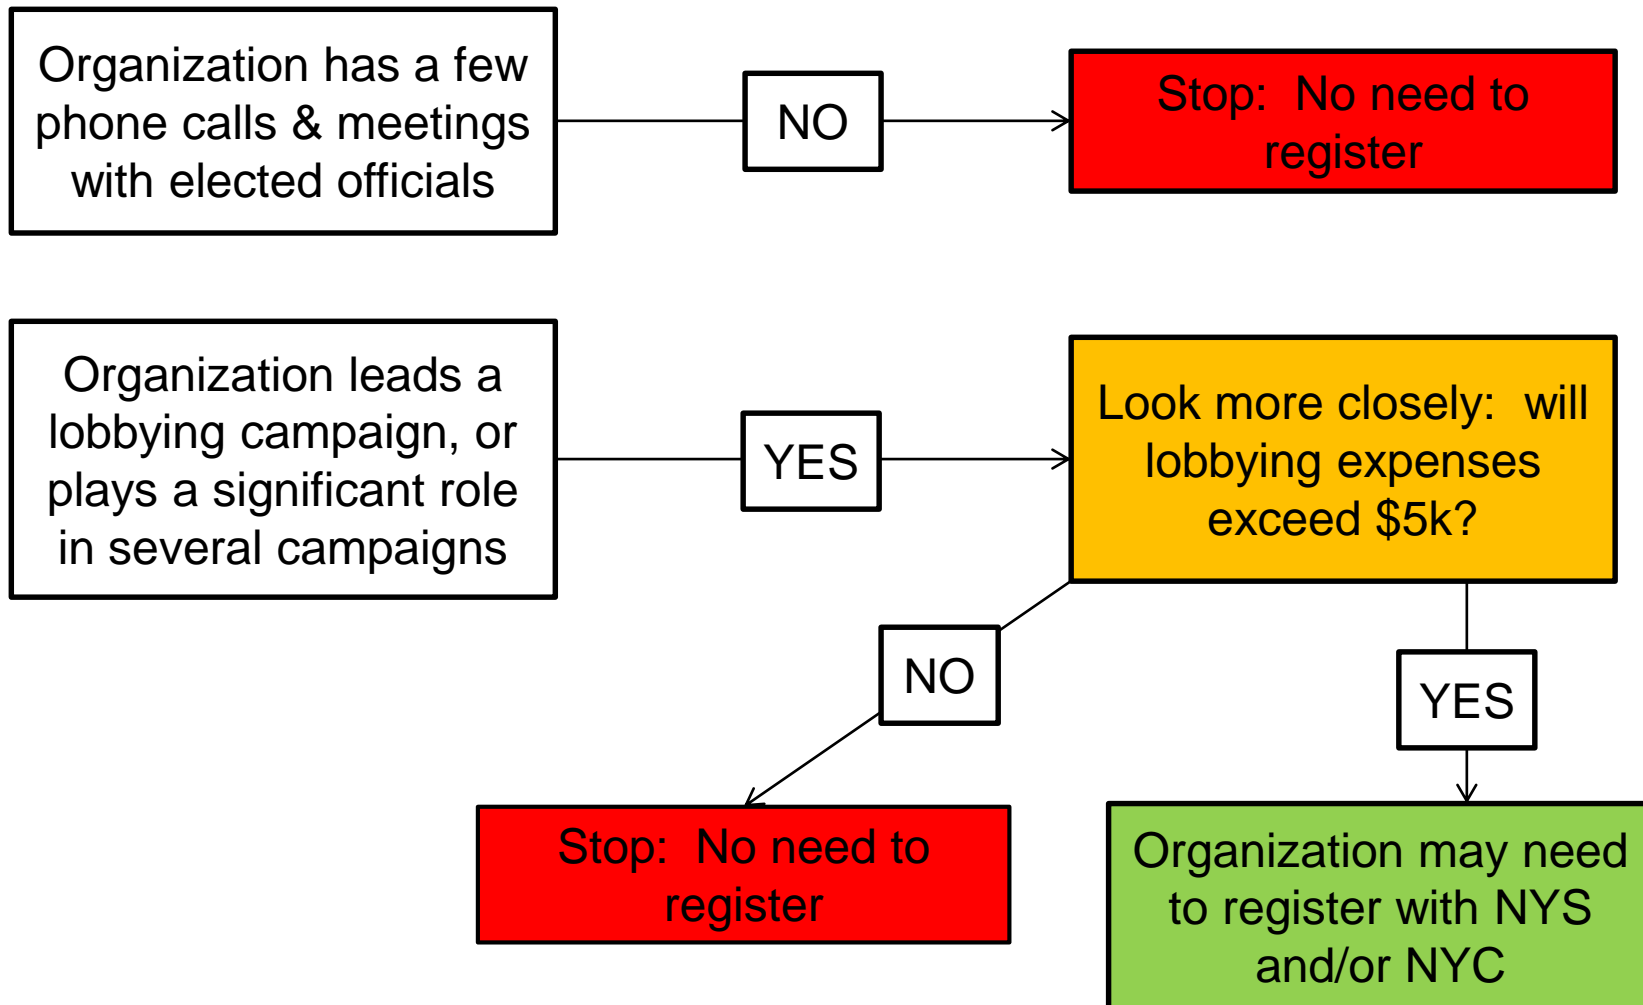 Organization has a few
phone calls & meetings
with elected officials
NO
Stop:  No need to
register
Organization leads a
lobbying campaign, or
plays a significant role
in several campaigns
YES
Look more closely:  will
lobbying expenses
exceed $5k?
NO
YES
Stop:  No need to
register
Organization may need
to register with NYS
and/or NYC